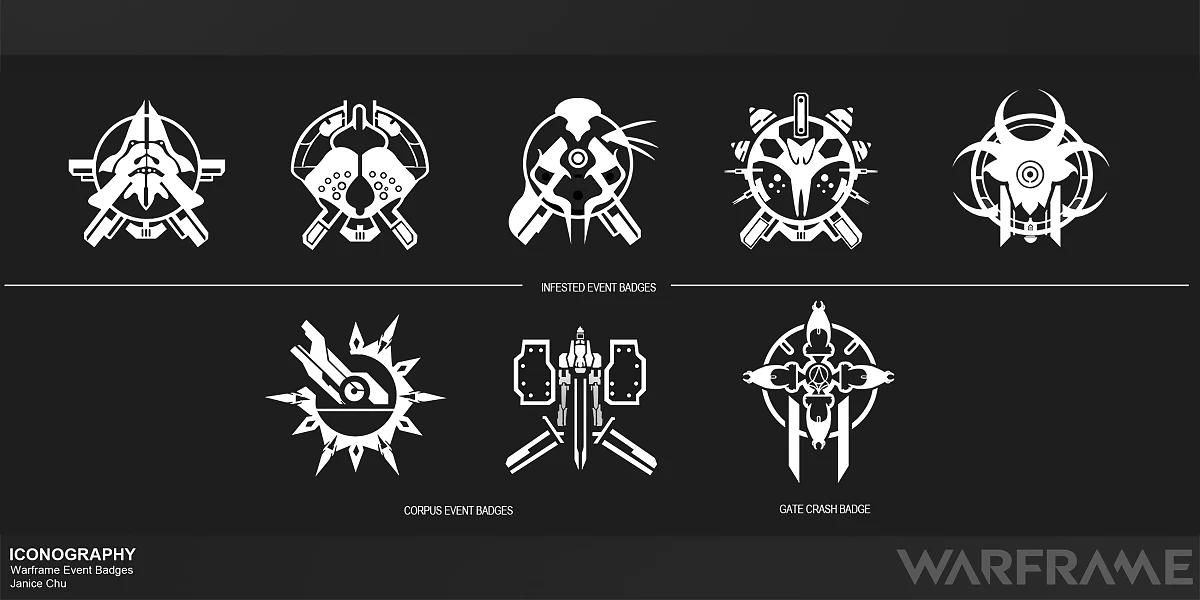 INFESTED EVENT BADGES
CORPUS EVENT BADGES
GATE CRASH BADGE
ICONOGRAPHY
Warframe Event Badges
Janice Chu
WARFRAME